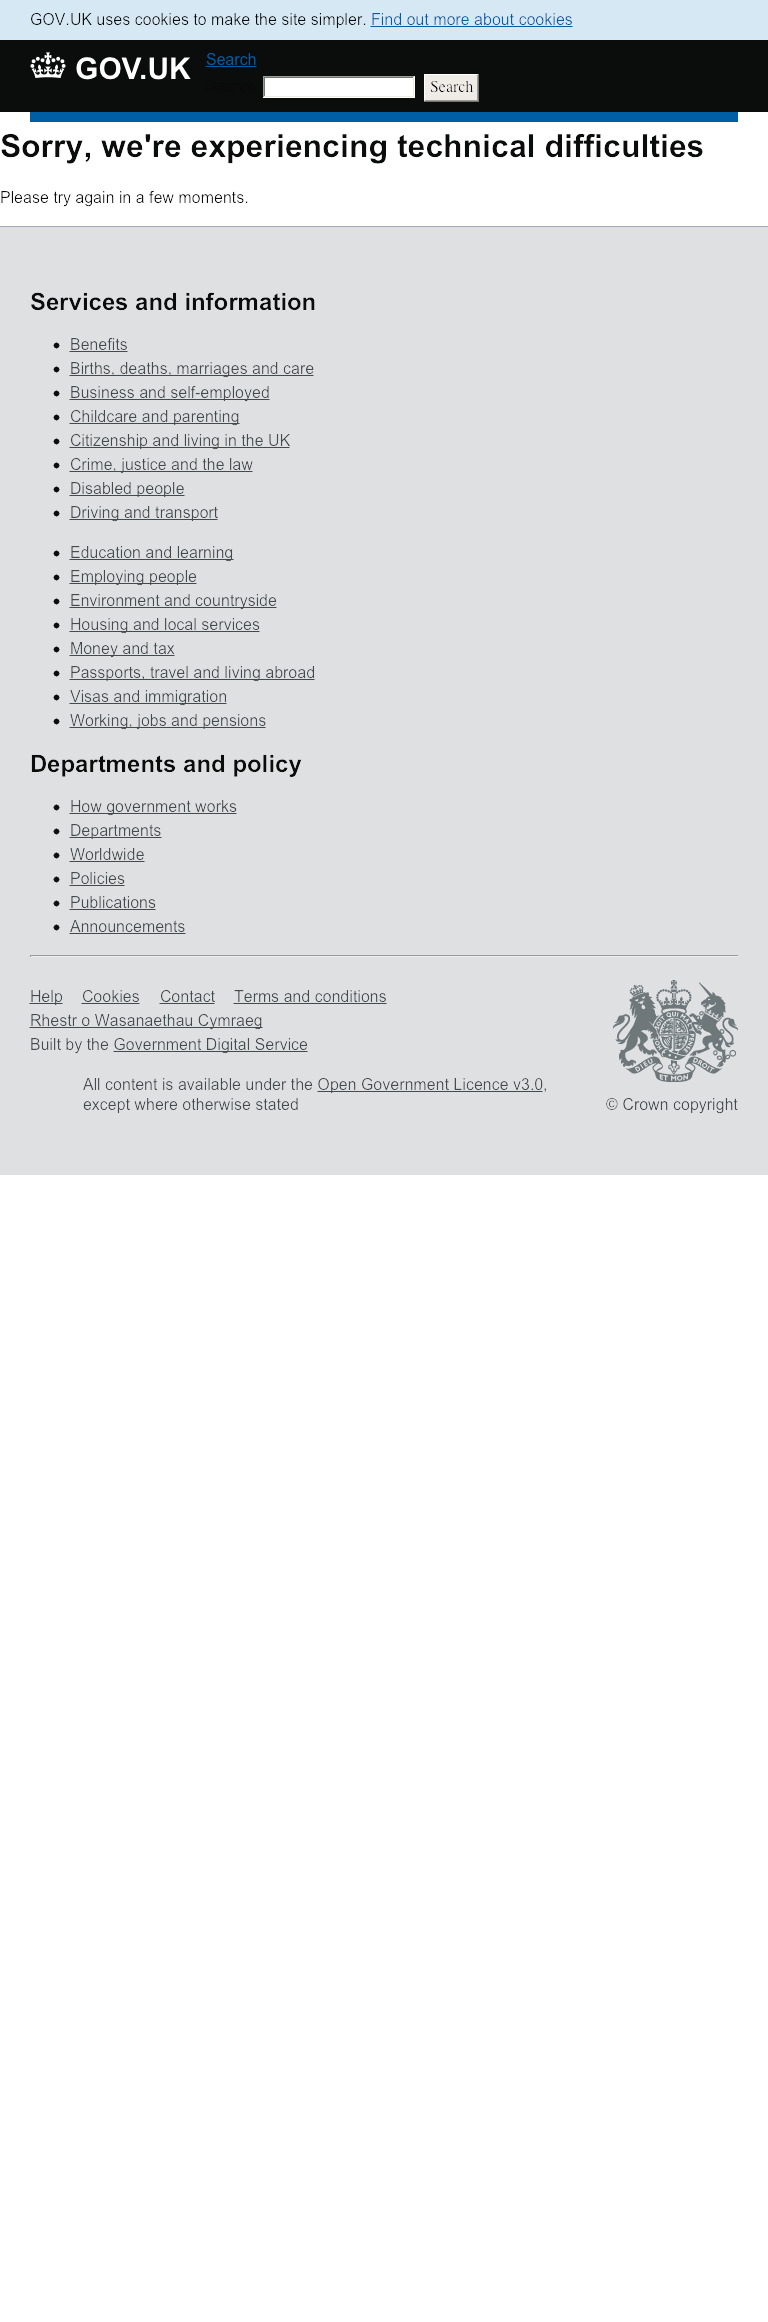 GOV.UK uses cookies to make the site simpler. Find out more about cookies
GOV.UK
Search
Search
Sorry, we're experiencing technical difficulties
Please try again in a few moments.
Services and information
Benefits
Births, deaths, marriages and care
Business and self-employed
Childcare and parenting
Citizenship and living in the UK
Crime, justice and the law
Disabled people
Driving and transport
Education and learning
Employing people
Environment and countryside
Housing and local services
Money and tax
Passports, travel and living abroad
Visas and immigration
Working, jobs and pensions
Departments and policy
How government works
Departments
Worldwide
Policies
Publications
Announcements
Help Cookies Contact Terms and conditions
Rhestr o Wasanaethau Cymraeg
Built by the Government Digital Service
All content is available under the Open Government Licence v3.0,
except where otherwise stated
DIEU ET MON DROIT
© Crown copyright